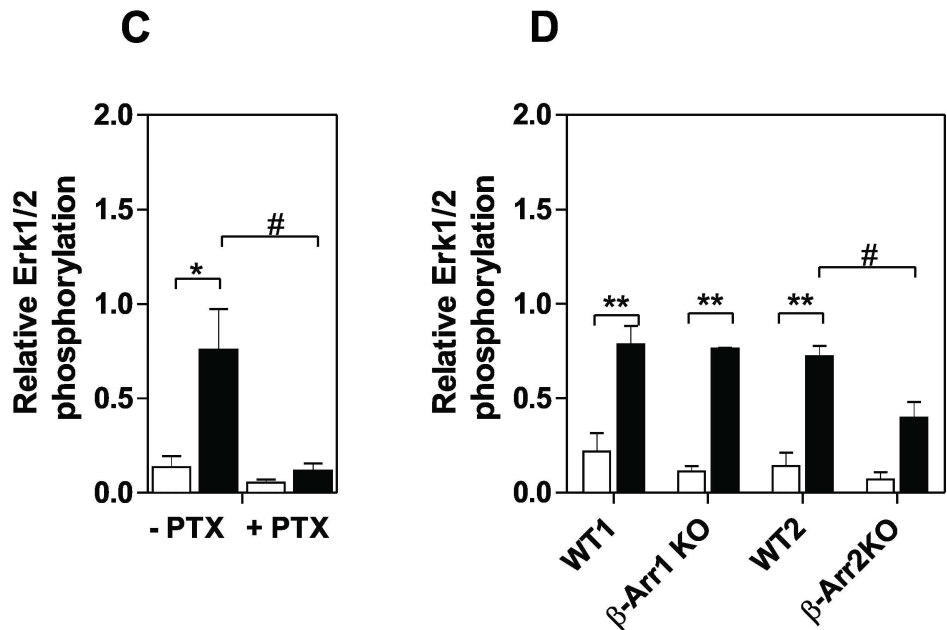 C
Relative Erk1/2
phosphorylation
2.0
1.5
1.0
0.5
0.0
*
#
- PTX
+ PTX
D
Relative Erk1/2
phosphorylation
2.0
1.5
1.0
0.5
0.0
**
**
**
#
WT1
β-Arr1 KO
WT2
β-Arr2KO